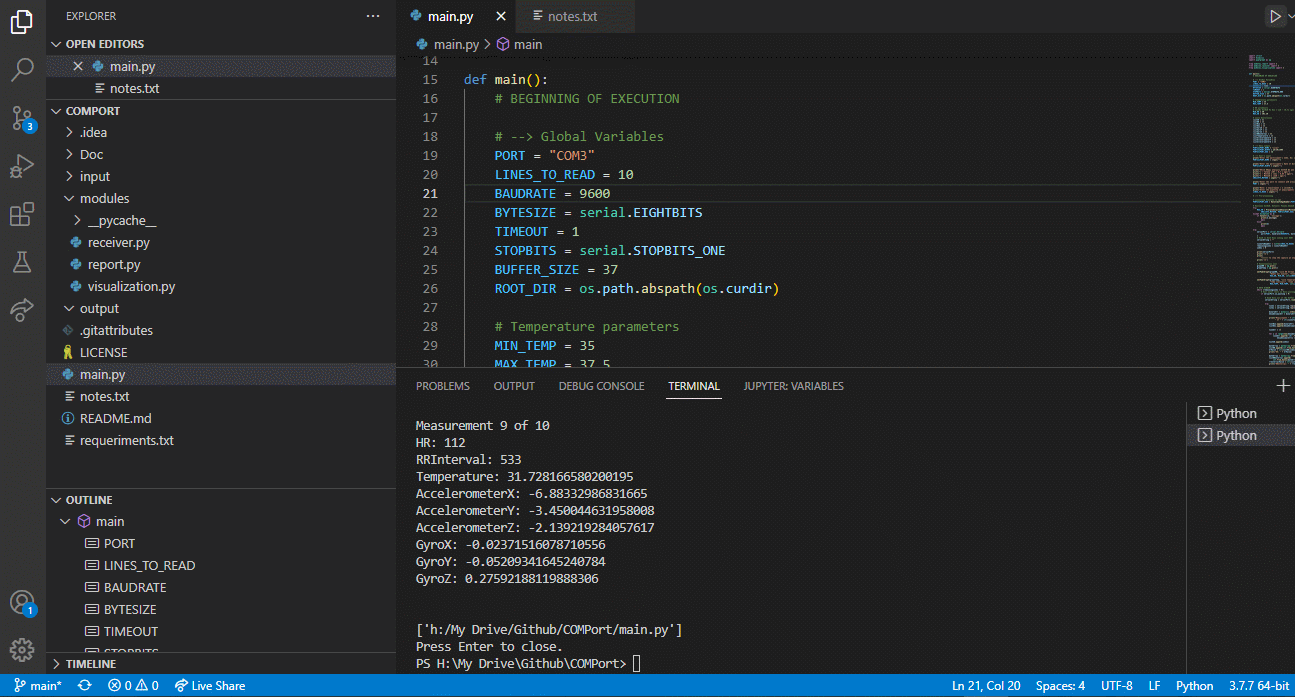 EXPLORER
OPEN EDITORS
main.py
notes.txt
COMPORT
.idea
Doc
input
modules
__pycache__
receiver.py
report.py
visualization.py
output
.gitattributes
LICENSE
main.py
notes.txt
README.md
requeriments.txt
OUTLINE
main
PORT
LINES_TO_READ
BAUDRATE
BYTESIZE
TIMEOUT
STOPBITS
TIMELINE
3
1
main.py
notes.txt
main.py > main
14
15 def main():
16 # BEGINNING OF EXECUTION
17
18 # --> Global Variables
19 PORT = "COM3"
20 LINES_TO_READ = 10
21 BAUDRATE = 9600
22 BYTESIZE = serial.EIGHTBITS
23 TIMEOUT = 1
24 STOPBITS = serial.STOPBITS_ONE
25 BUFFER_SIZE = 37
26 ROOT_DIR = os.path.abspath(os.curdir)
27
28 # Temperature parameters
29 MIN_TEMP = 35
30 MAX_TEMP = 37.5
PROBLEMS OUTPUT DEBUG CONSOLE TERMINAL JUPYTER: VARIABLES
Measurement 9 of 10
HR: 112
RRInterval: 533
Temperature: 31.728166580200195
AccelerometerX: -6.88332986831665
AccelerometerY: -3.450044631958008
AccelerometerZ: -2.139219284057617
GyroX: -0.02371516078710556
GyroY: -0.05209341645240784
GyroZ: 0.27592188119888306
['h:/My Drive/Github/COMPort/main.py']
Press Enter to close.
PS H:\My Drive\Github\COMPort>
Python
Python
main* 0 0 Live Share Ln 21, Col 20 Spaces: 4 UTF-8 LF Python 3.7.7 64-bit